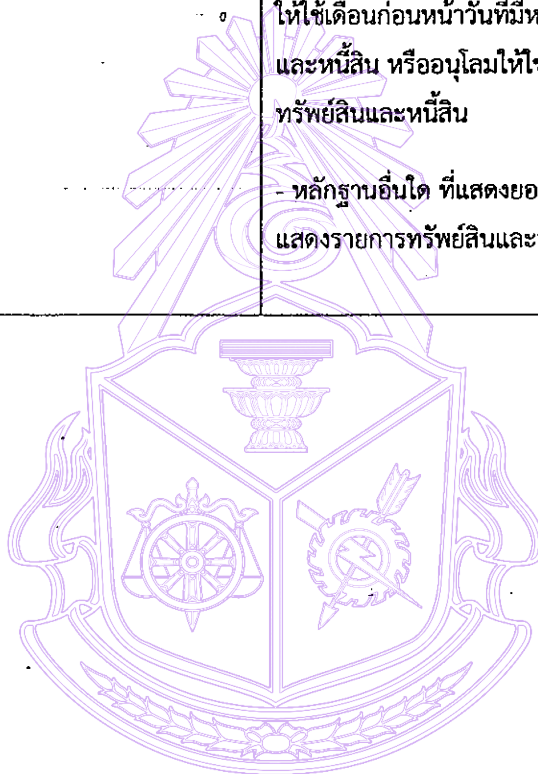 ให้ใช้เดือนก่อนหน้าวันที่มีห
และหนี้สิน หรืออนุโลมให้ใ
ทรัพย์สินและหนี้สิน
- หลักฐานอื่นใด ที่แสดงยอ
แสดงรายการทรัพย์สินและ